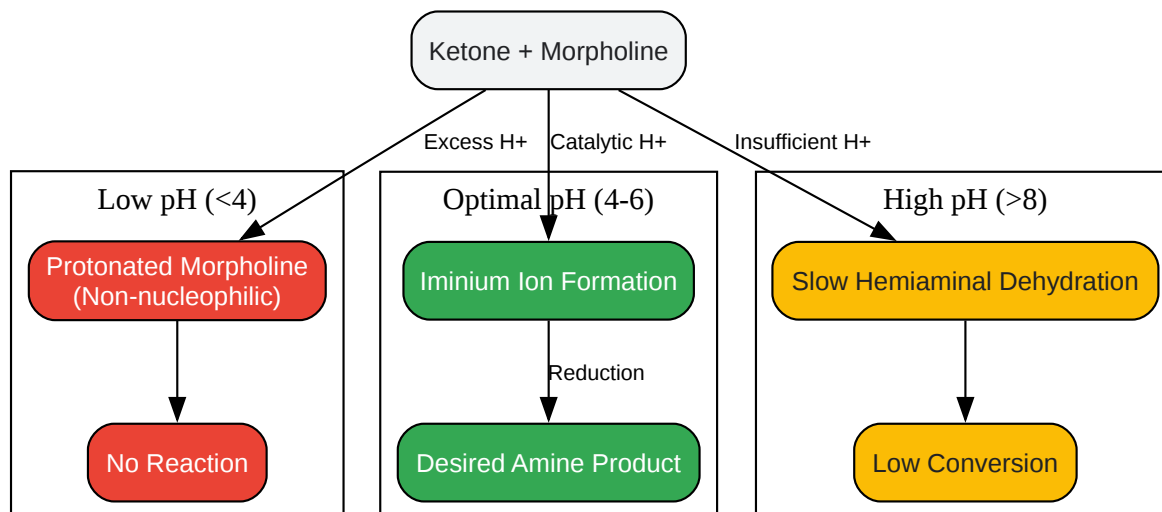 Ketone + Morpholine
Excess H+
Catalytic H+
Insufficient H+
Low pH (<4)
Optimal pH (4-6)
High pH (>8)
Protonated Morpholine
(Non-nucleophilic)
Iminium Ion Formation
Slow Hemiaminal Dehydration
Reduction
No Reaction
Desired Amine Product
Low Conversion